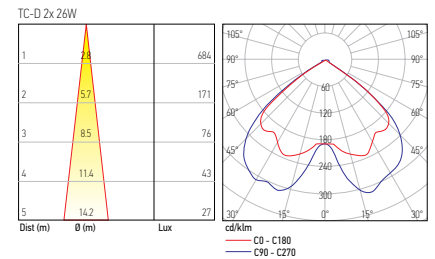 TC-D 2x 26W
1 2.8 684
2 5.7 171
3 8.5 76
4 11.4 43
5 14.2 27
Dist (m) Ø (m) Lux
105° 105°
90° 90°
75° 75°
60 
60° 60°
120
180
45° 45°
240
300
30° 15° 0° 15° 30°
cd/klm
C0 - C180
C90 - C270